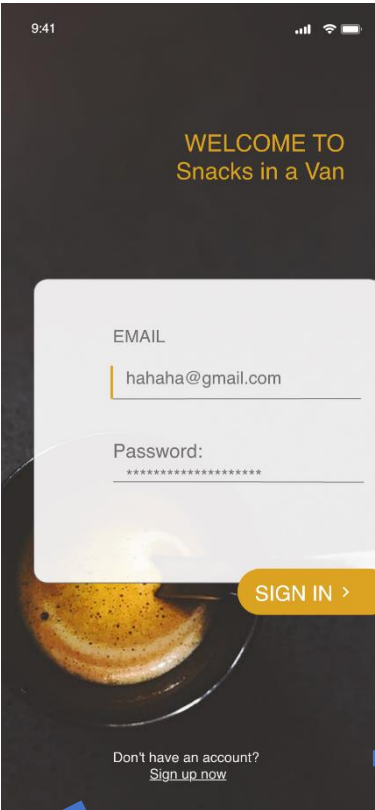 9:41
WELCOME TO
Snacks in a Van
EMAIL
hahaha@gmail.com
Password:
********************
SIGN IN >
Don't have an account?
Sign up now